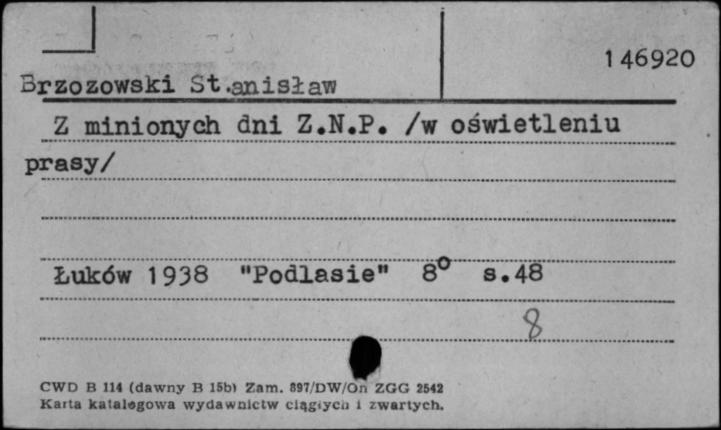 146920
Brzozowski St.anisław
Z minionych dni Z.N.P. /w oświetleniu
prasy/
Łuków 1938 "Podlasie" 8° s.48
8
CWD B 114 (dawny B 15b) Zam. 897/DW/On ZGG 2542
Karta katalogowa wydawnictw ciągłych i zwartych.